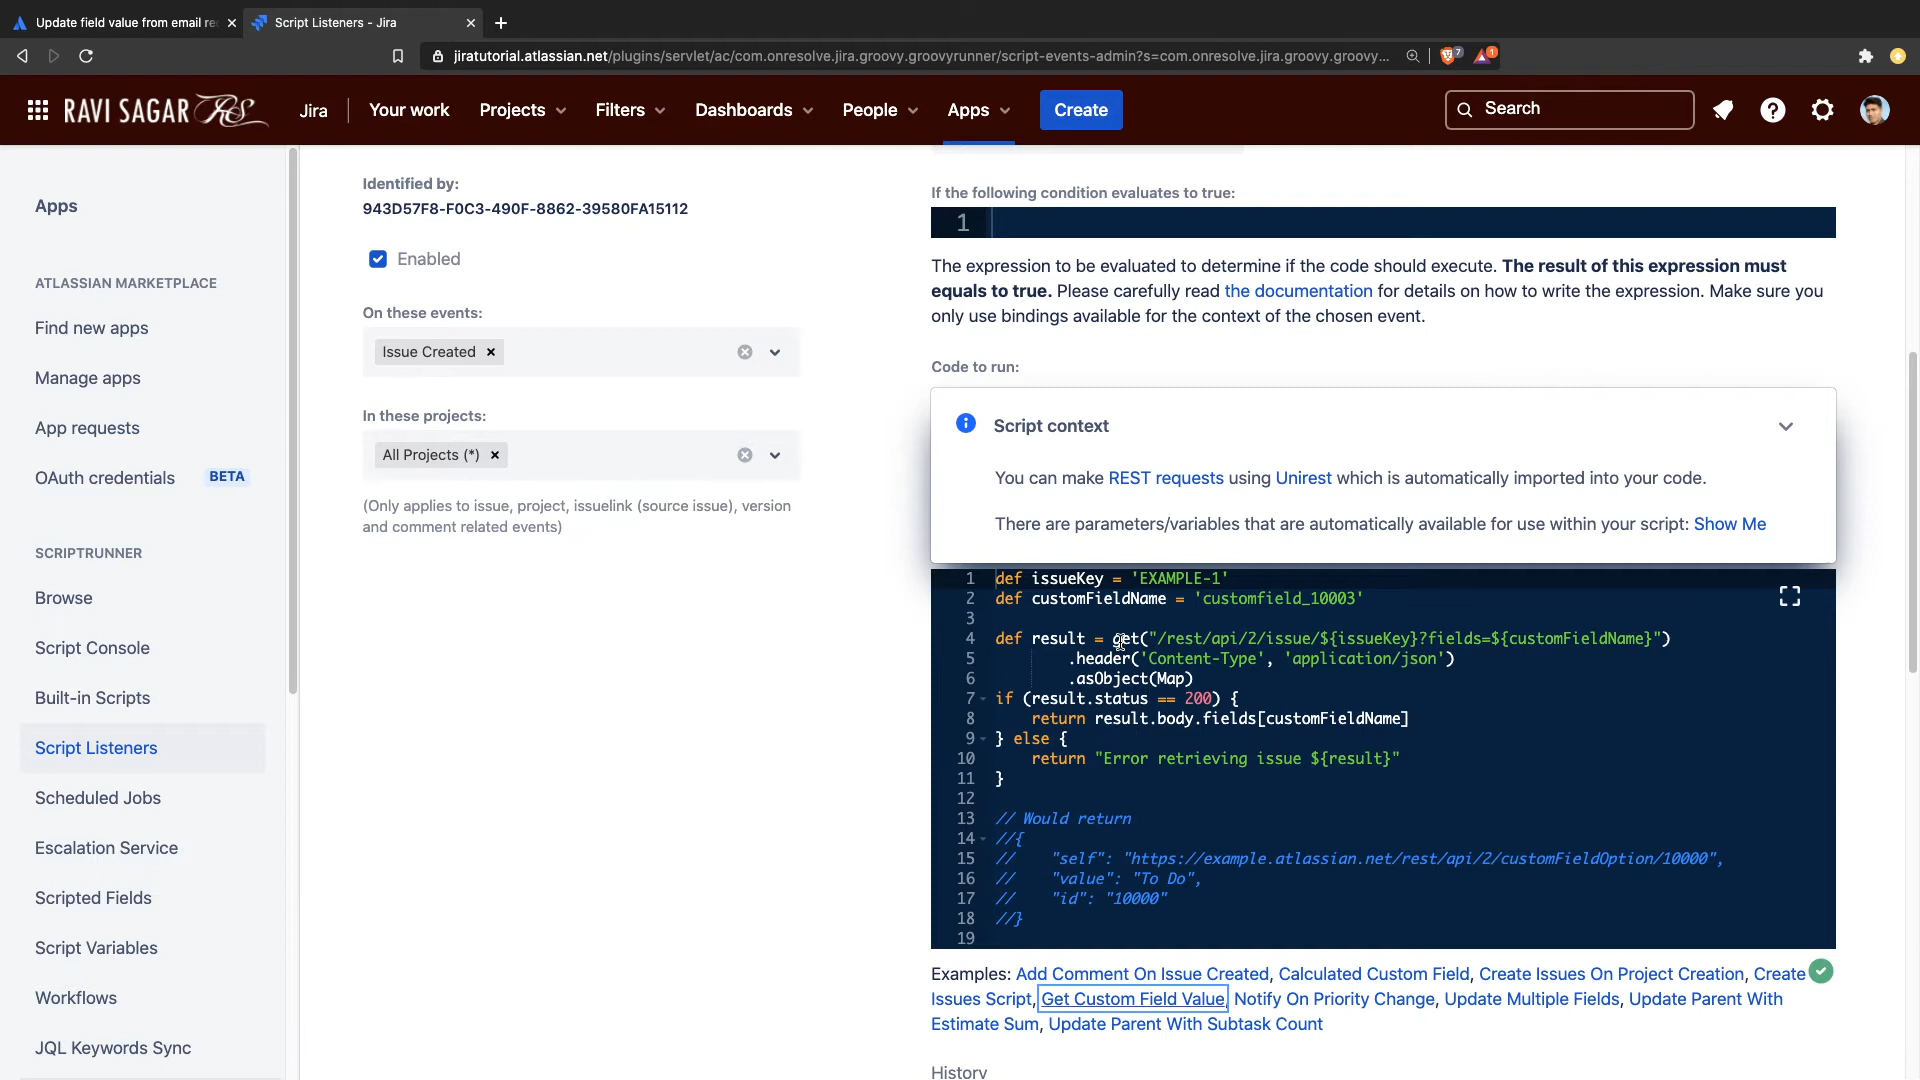 Update field value from email re
Script Listeners - Jira
jiratutorial.atlassian.net/plugins/servlet/ac/com.onresolve.jira.groovy.groovyrunner/script-events-admin?s=com.onresolve.jira.groovy.groovy...
7
1
RAVI SAGAR RS
Jira
Your work
Projects
Filters
Dashboards
People
Apps
Create
Search
Apps
ATLASSIAN MARKETPLACE
Find new apps
Manage apps
App requests
OAuth credentials BETA
SCRIPTRUNNER
Browse
Script Console
Built-in Scripts
Script Listeners
Scheduled Jobs
Escalation Service
Scripted Fields
Script Variables
Workflows
JQL Keywords Sync
Identified by:
943D57F8-F0C3-490F-8862-39580FA15112
Enabled
On these events:
Issue Created
In these projects:
All Projects (*)
(Only applies to issue, project, issuelink (source issue), version
and comment related events)
If the following condition evaluates to true:
1
The expression to be evaluated to determine if the code should execute. The result of this expression must
equals to true. Please carefully read the documentation for details on how to write the expression. Make sure you
only use bindings available for the context of the chosen event.
Code to run:
Script context
You can make REST requests using Unirest which is automatically imported into your code.
There are parameters/variables that are automatically available for use within your script: Show Me
1 def issueKey = 'EXAMPLE-1'
2 def customFieldName = 'customfield_10003'
3
4 def result = get("/rest/api/2/issue/${issueKey}?fields=${customFieldName}")
5 .header('Content-Type', 'application/json')
6 .asObject(Map)
7 if (result.status == 200) {
8 return result.body.fields[customFieldName]
9 } else {
10 return "Error retrieving issue ${result}"
11 }
12
13 // Would return
14 //{
15 // "self": "https://example.atlassian.net/rest/api/2/customFieldOption/10000",
16 // "value": "To Do",
17 // "id": "10000"
18 //}
19
Examples: Add Comment On Issue Created, Calculated Custom Field, Create Issues On Project Creation, Create
Issues Script, Get Custom Field Value, Notify On Priority Change, Update Multiple Fields, Update Parent With
Estimate Sum, Update Parent With Subtask Count
History